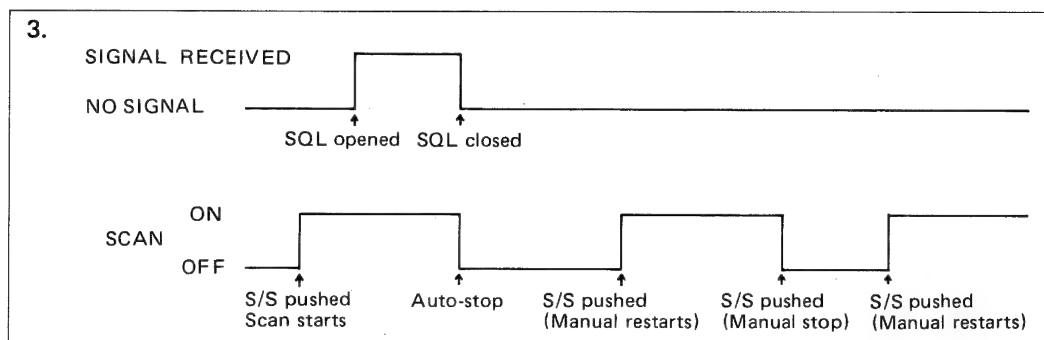 3.
SIGNAL RECEIVED
NO SIGNAL
SQL opened SQL closed
ON
SCAN
OFF
S/S pushed Auto-stop S/S pushed S/S pushed S/S pushed
Scan starts (Manual restarts) (Manual stop) (Manual restarts)